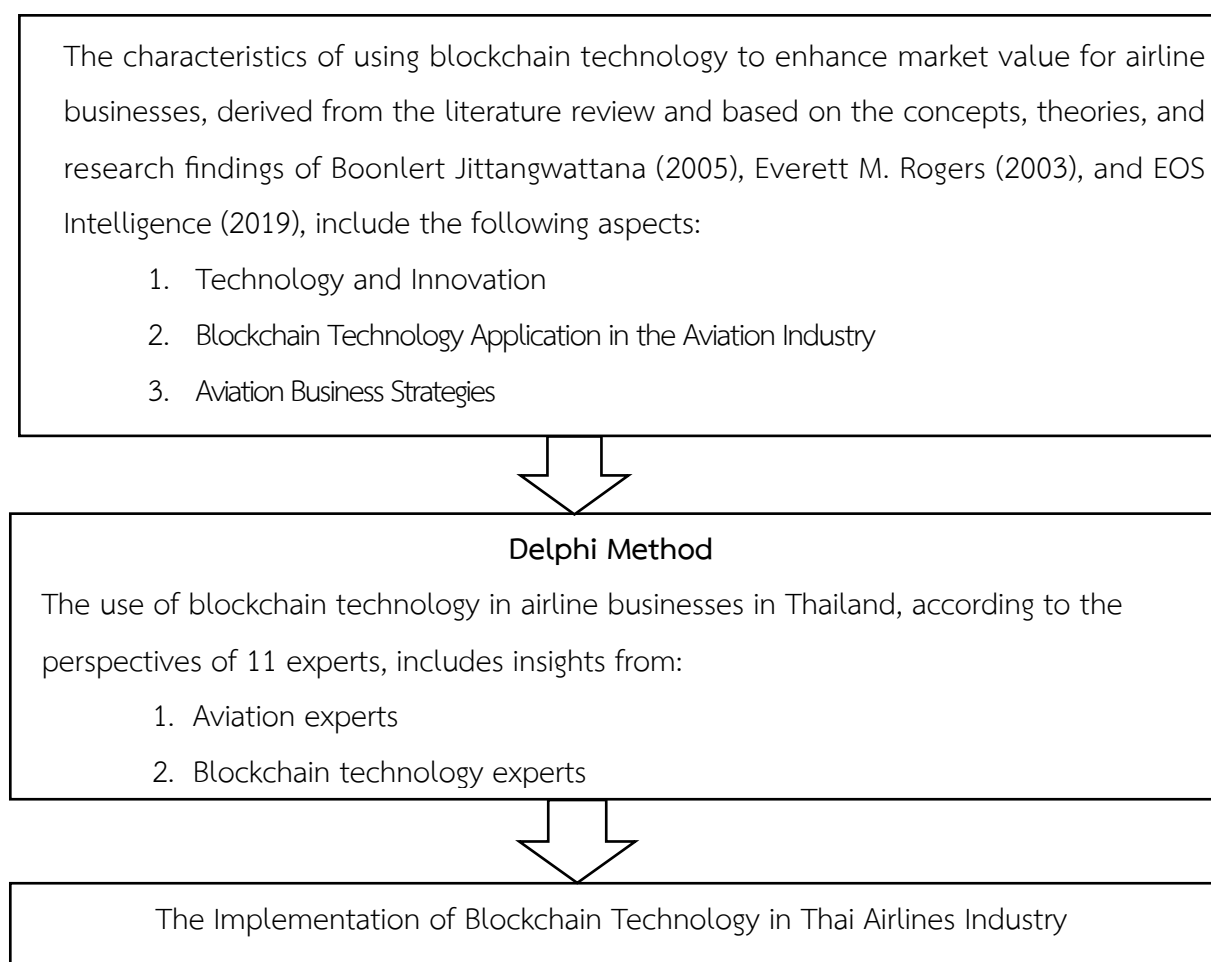 The characteristics of using blockchain technology to enhance market value for airline
businesses, derived from the literature review and based on the concepts, theories, and
research findings of Boonlert Jittangwattana (2005), Everett M. Rogers (2003), and EOS
Intelligence (2019), include the following aspects:
1. Technology and Innovation
2. Blockchain Technology Application in the Aviation Industry
3. Aviation Business Strategies
Delphi Method
The use of blockchain technology in airline businesses in Thailand, according to the
perspectives of 11 experts, includes insights from:
1. Aviation experts
2. Blockchain technology experts
The Implementation of Blockchain Technology in Thai Airlines Industry